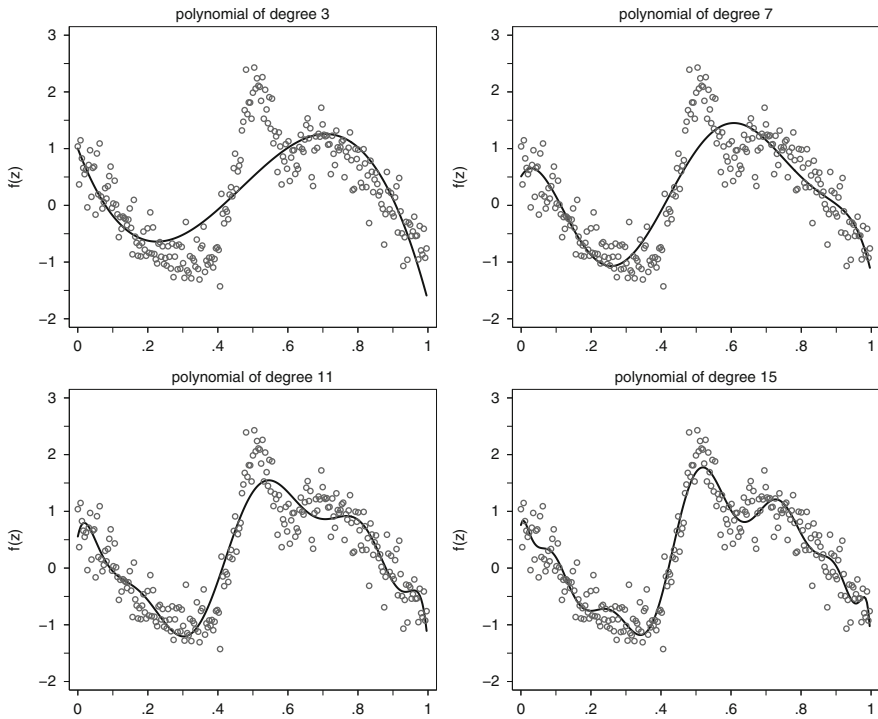 polynomial of degree 3
f(z)
3
2
1
0
−1
−2
0 .2 .4 .6 .8 1
polynomial of degree 7
f(z)
3
2
1
0
−1
−2
0 .2 .4 .6 .8 1
polynomial of degree 11
f(z)
3
2
1
0
−1
−2
0 .2 .4 .6 .8 1
polynomial of degree 15
f(z)
3
2
1
0
−1
−2
0 .2 .4 .6 .8 1